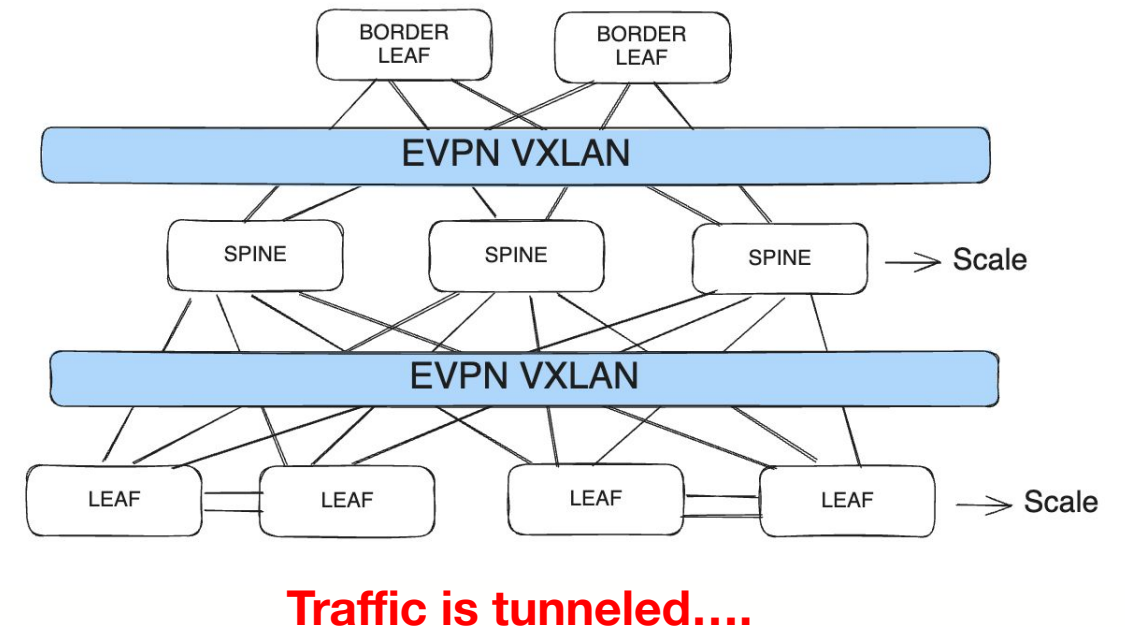 BORDER
LEAF
BORDER
LEAF
EVPN VXLAN
SPINE
SPINE
SPINE
Scale
EVPN VXLAN
LEAF
LEAF
LEAF
LEAF
Scale
Traffic is tunneled....